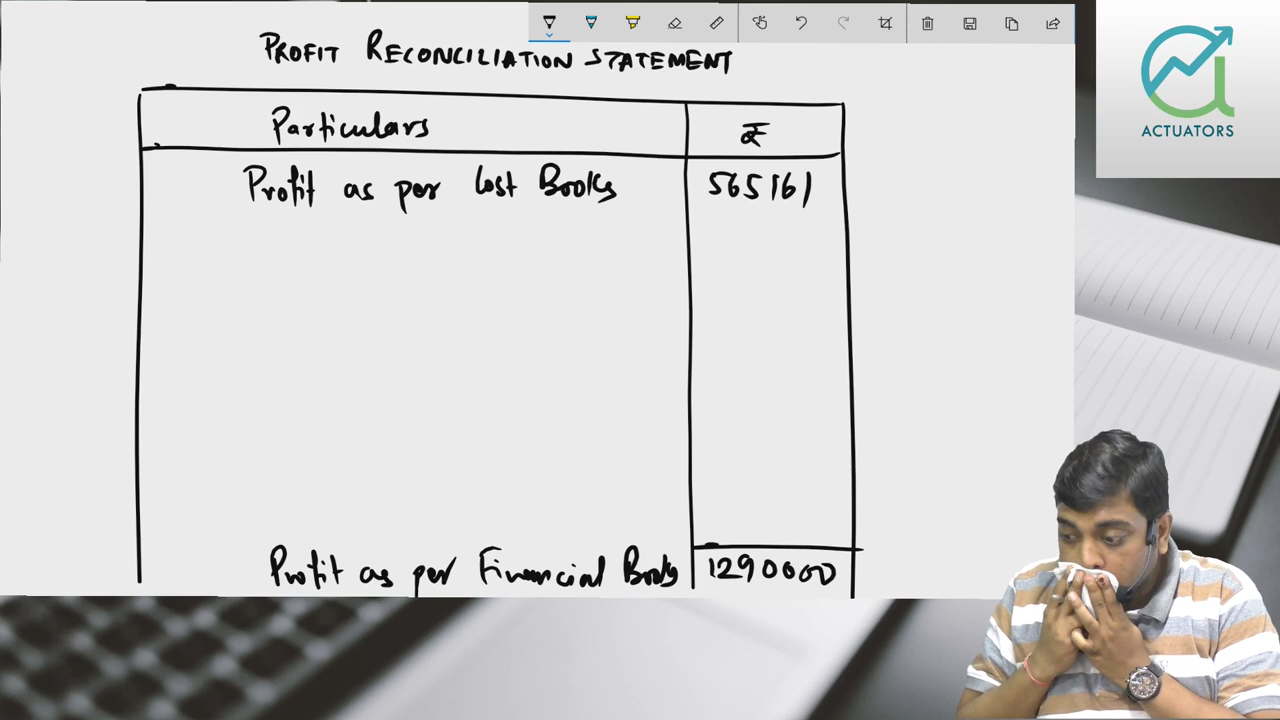 PROFIT RECONCILIATION STATEMENT
ACTUATORS
Particulars ₹
Profit as per Cost Books 565161
Profit as per Financial Books 1290000